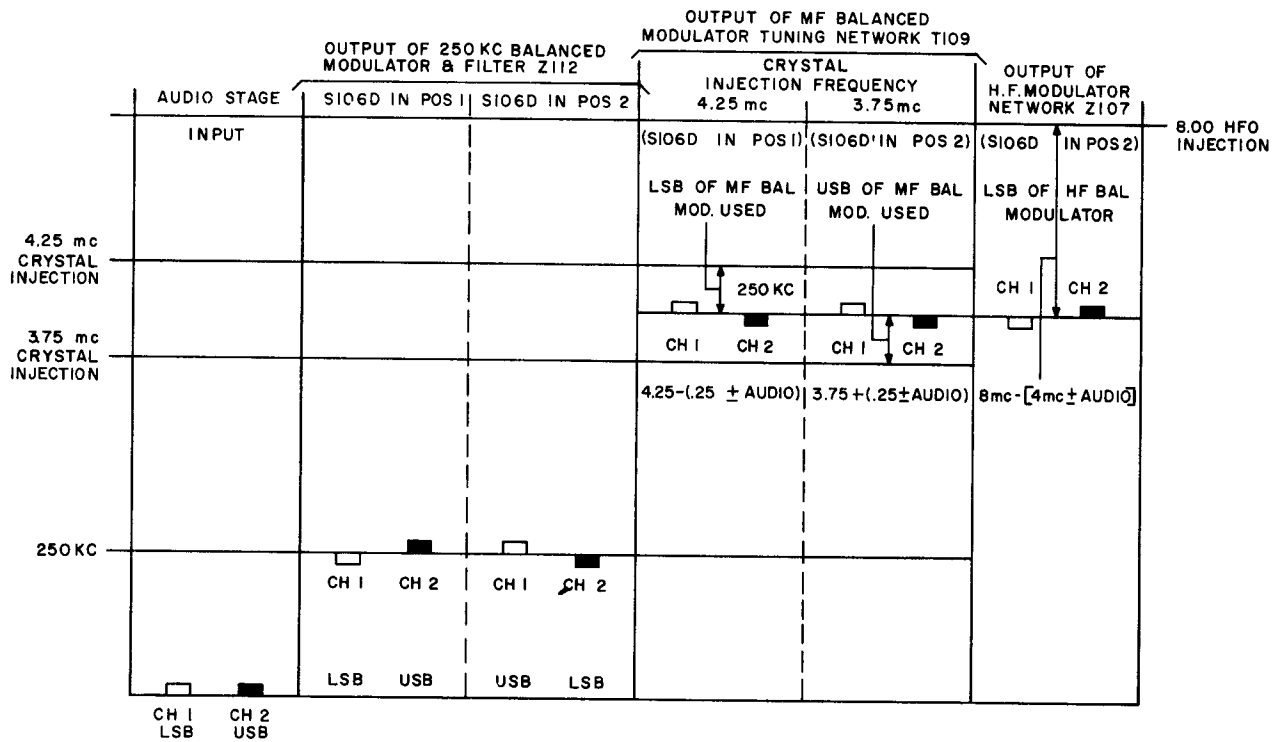 OUTPUT OF MF BALANCED
MODULATOR TUNING NETWORK T109
OUTPUT OF 250 KC BALANCED
MODULATOR & FILTER Z112
CRYSTAL
INJECTION FREQUENCY
OUTPUT OF
H.F. MODULATOR
NETWORK Z107
AUDIO STAGE
S106D IN POS 1
S106D IN POS 2
4.25 mc
3.75 mc
INPUT
8.00 HFO
INJECTION
(S106D IN POS 1)
(S106D' IN POS 2)
(S106D IN POS 2)
LSB OF MF BAL
MOD. USED
USB OF MF BAL
MOD. USED
LSB OF HF BAL
MODULATOR
4.25 mc
CRYSTAL
INJECTION
250 KC
CH 1
CH 2
3.75 mc
CRYSTAL
INJECTION
CH 1
CH 2
CH 1
CH 2
4.25-(.25 ± AUDIO)
3.75+(.25±AUDIO)
8mc-[4mc±AUDIO]
250 KC
CH 1
CH 2
CH 1
CH 2
LSB
USB
USB
LSB
CH 1
LSB
CH 2
USB